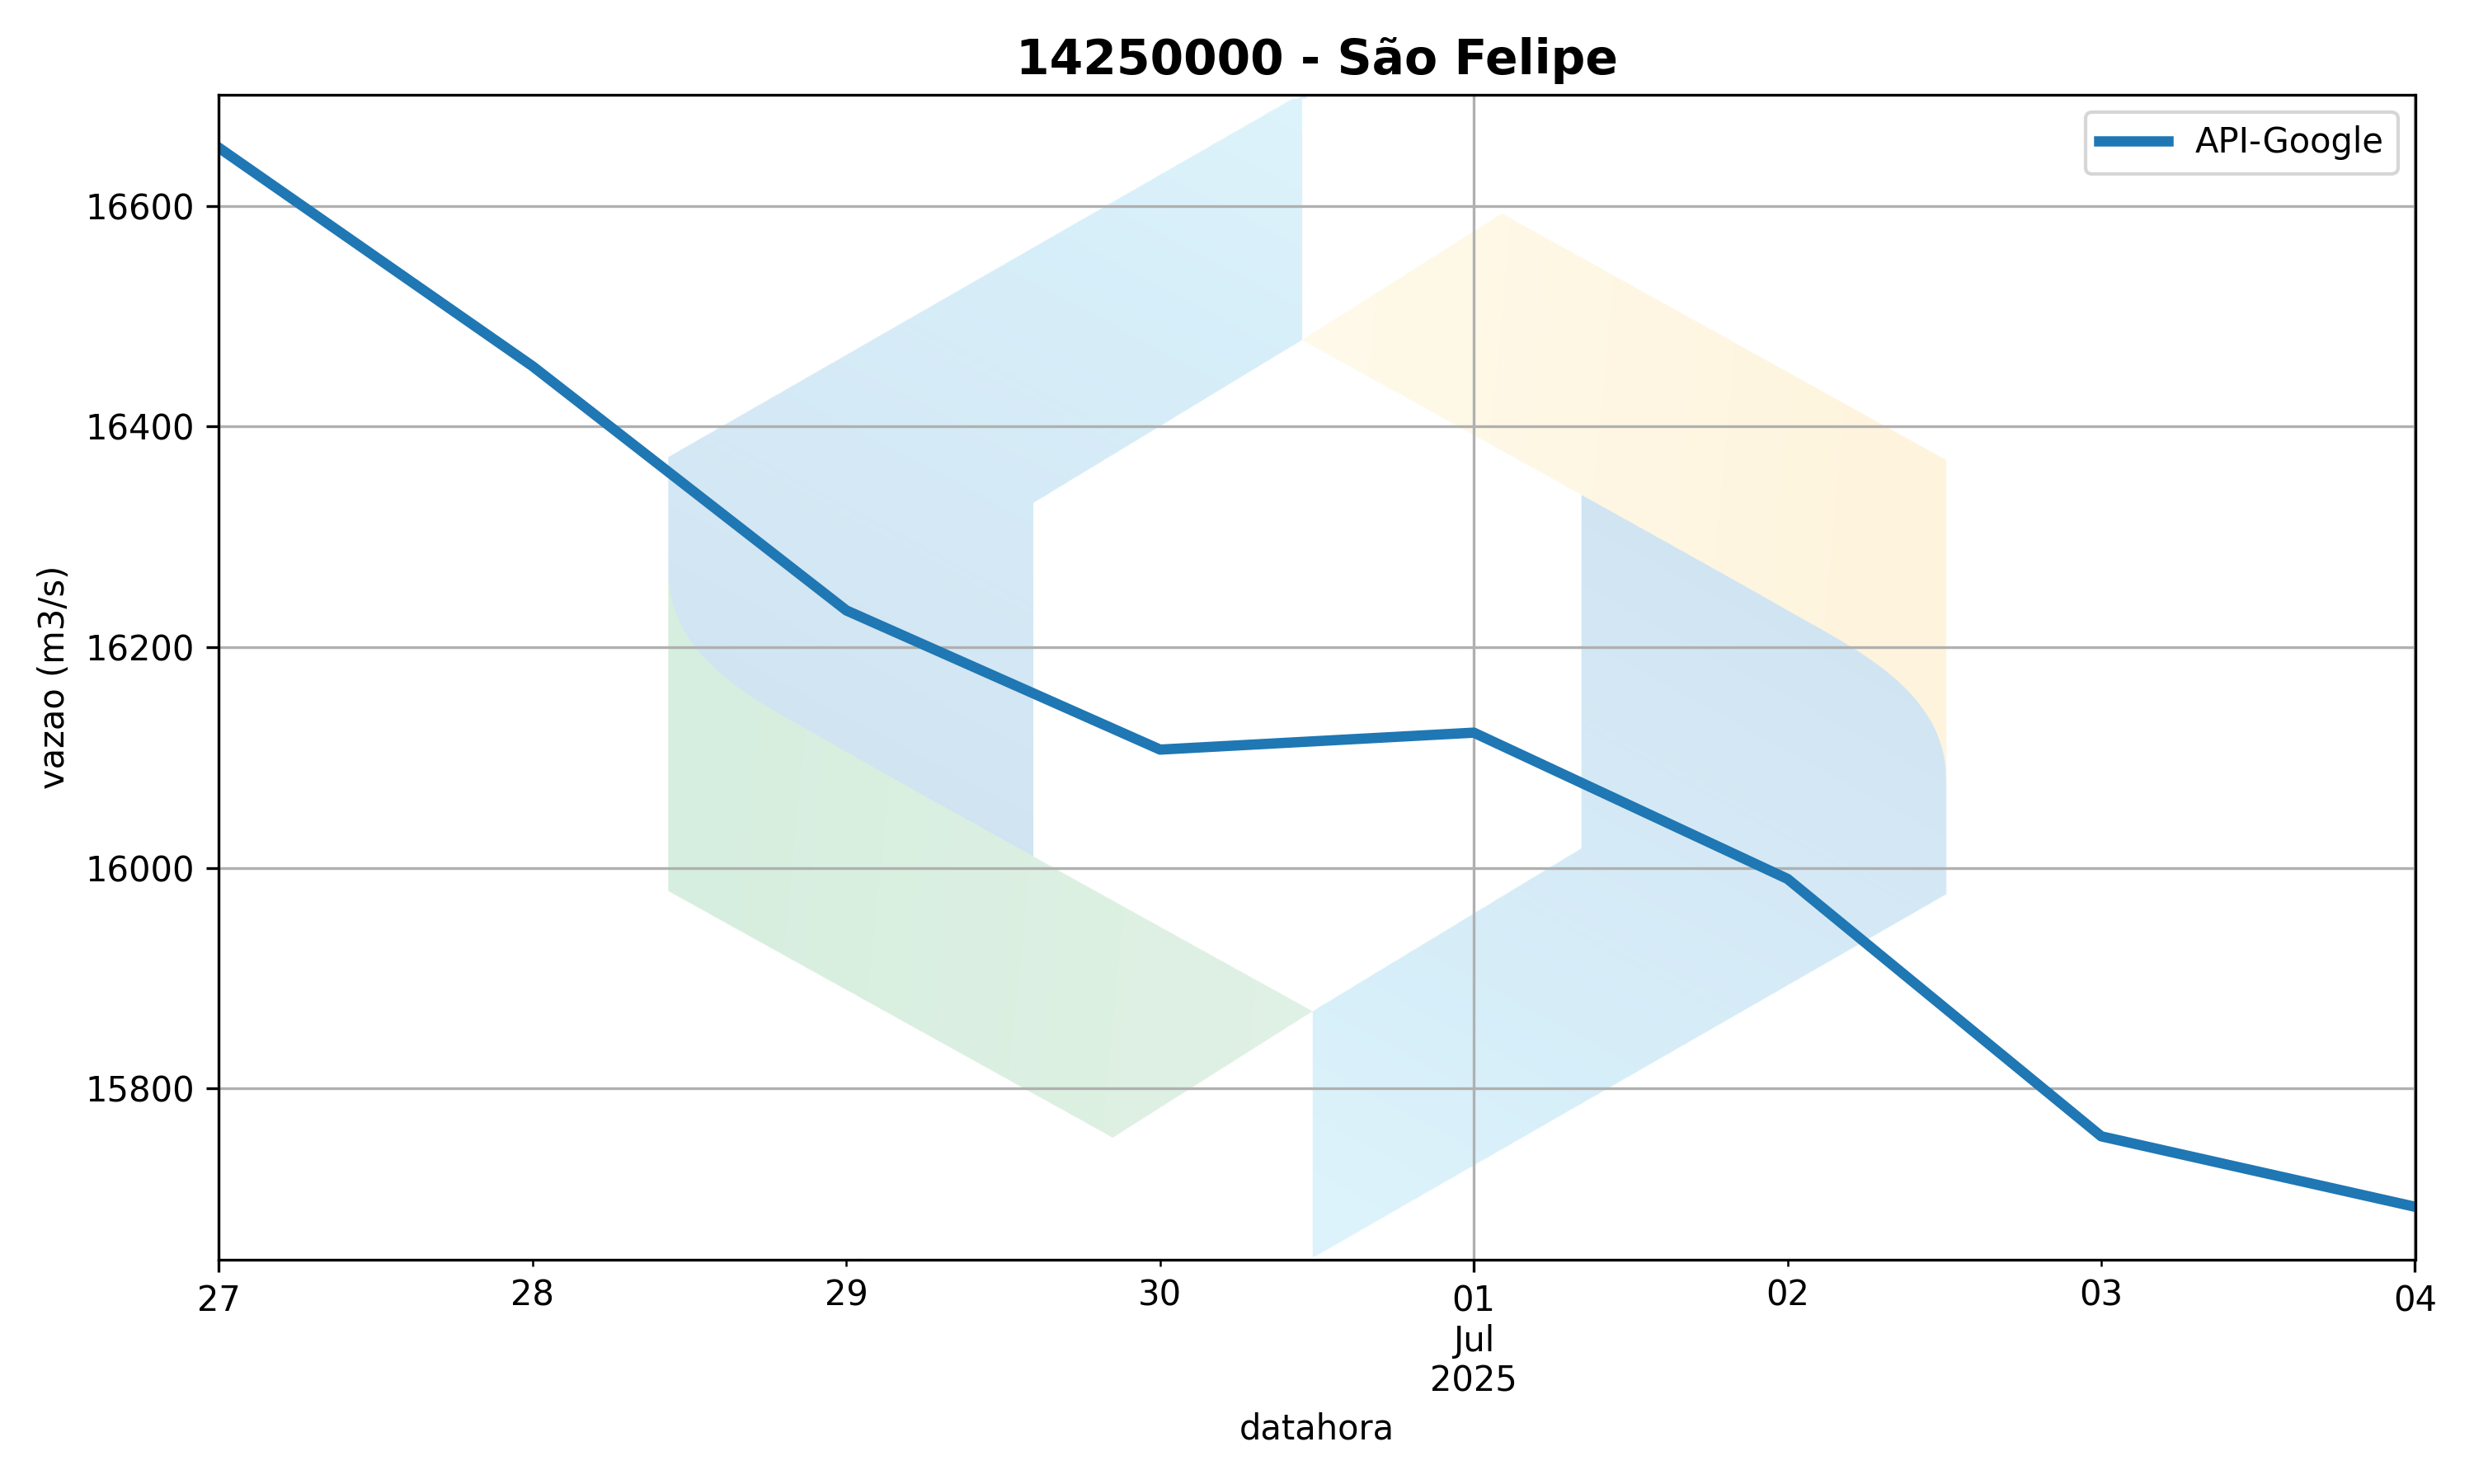 14250000 - São Felipe
API-Google
16600
16400
16200
16000
15800
vazao (m3/s)
27 28 29 30 01 02 03 04
Jul
2025
datahora